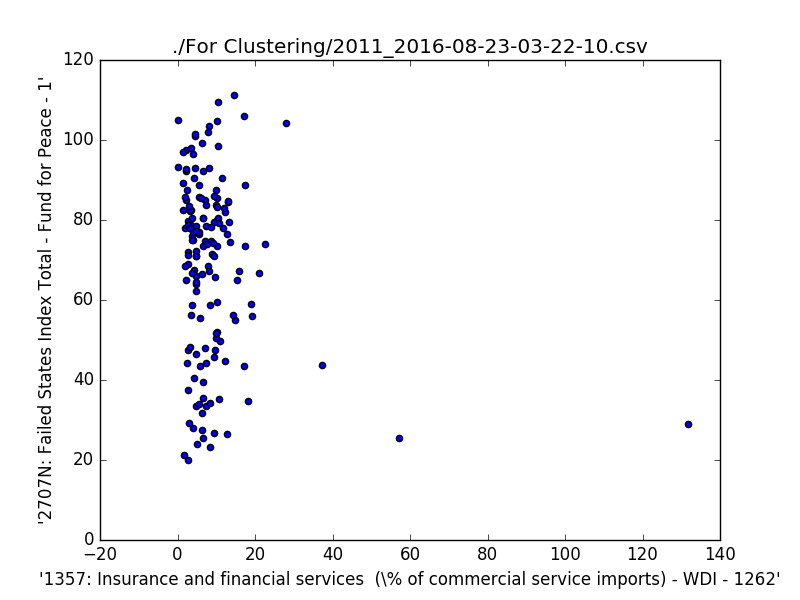 ./For Clustering/2011_2016-08-23-03-22-10.csv
120
100
80
60
40
20
0
'2707N: Failed States Index Total - Fund for Peace - 1'
−20 0 20 40 60 80 100 120 140
'1357: Insurance and financial services  (\% of commercial service imports) - WDI - 1262'